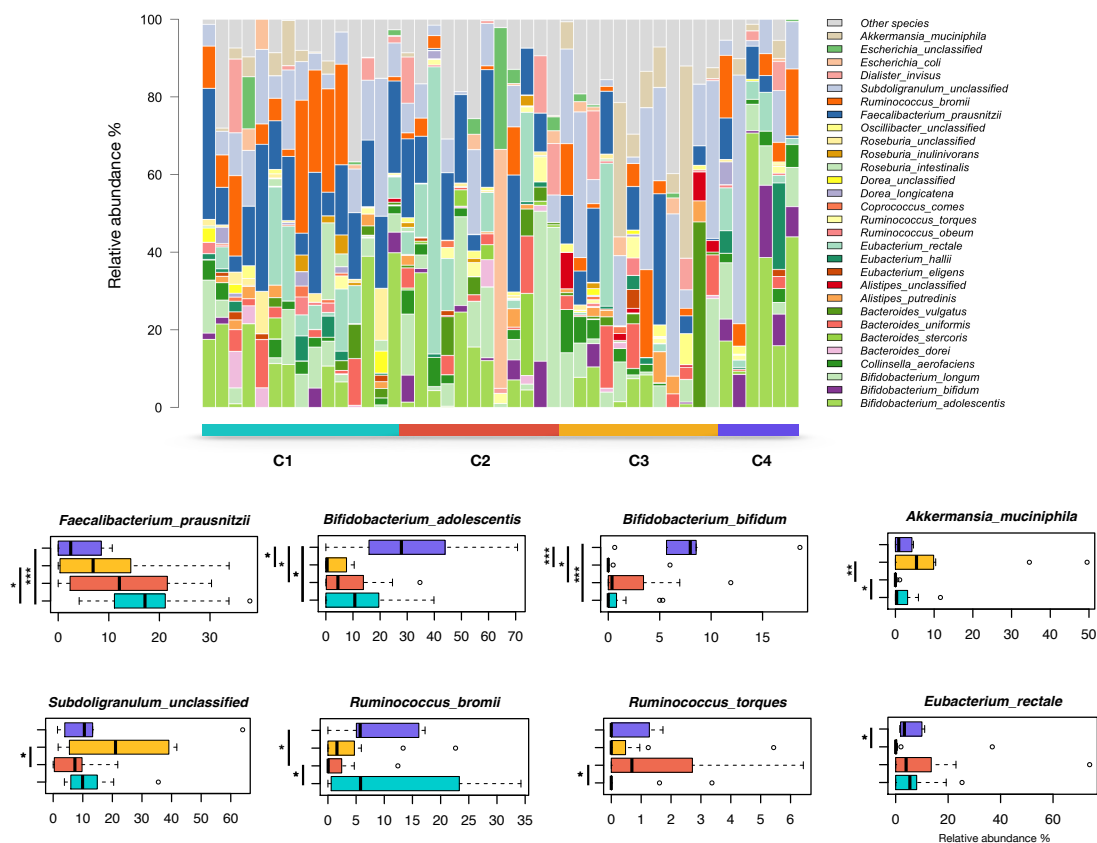 Relative abundance %
100
80
60
40
20
0
Other species
Akkermansia_muciniphila
Escherichia_unclassified
Escherichia_coli
Dialister_invisus
Subdoligranulum_unclassified
Ruminococcus_bromii
Faecalibacterium_prausnitzii
Oscillibacter_unclassified
Roseburia_unclassified
Roseburia_inulinivorans
Roseburia_intestinalis
Dorea_unclassified
Dorea_longicatena
Coprococcus_comes
Ruminococcus_torques
Ruminococcus_obeum
Eubacterium_rectale
Eubacterium_hallii
Eubacterium_eligens
Alistipes_unclassified
Alistipes_putredinis
Bacteroides_vulgatus
Bacteroides_uniformis
Bacteroides_stercoris
Bacteroides_dorei
Collinsella_aerofaciens
Bifidobacterium_longum
Bifidobacterium_bifidum
Bifidobacterium_adolescentis
C1 C2 C3 C4
Faecalibacterium_prausnitzii
* ***
0 10 20 30
Bifidobacterium_adolescentis
* * *
0 10 20 30 40 50 60 70
Bifidobacterium_bifidum
*** * ***
0 5 10 15
Akkermansia_muciniphila
** *
0 10 20 30 40 50
Subdoligranulum_unclassified
*
0 10 20 30 40 50 60
Ruminococcus_bromii
* *
0 5 10 15 20 25 30 35
Ruminococcus_torques
*
0 1 2 3 4 5 6
Eubacterium_rectale
*
0 20 40 60
Relative abundance %